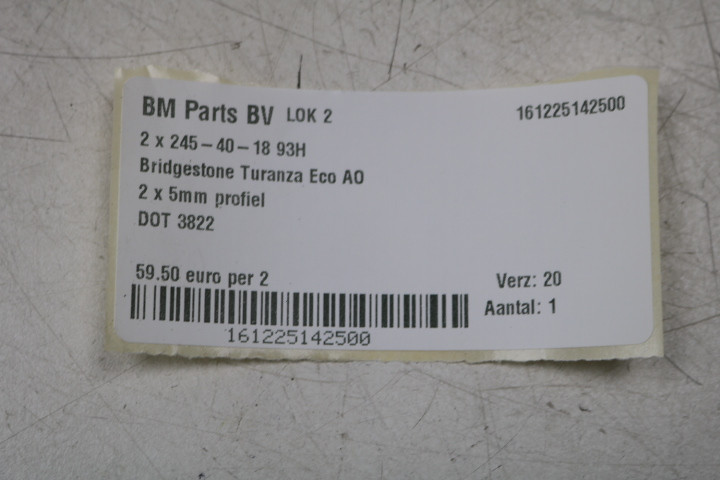 BM Parts BV LOK 2 161225142500
2 x 245-40-18 93H
Bridgestone Turanza Eco AO
2 x 5mm profiel
DOT 3822
59.50 euro per 2 Verz: 20
Aantal: 1
161225142500